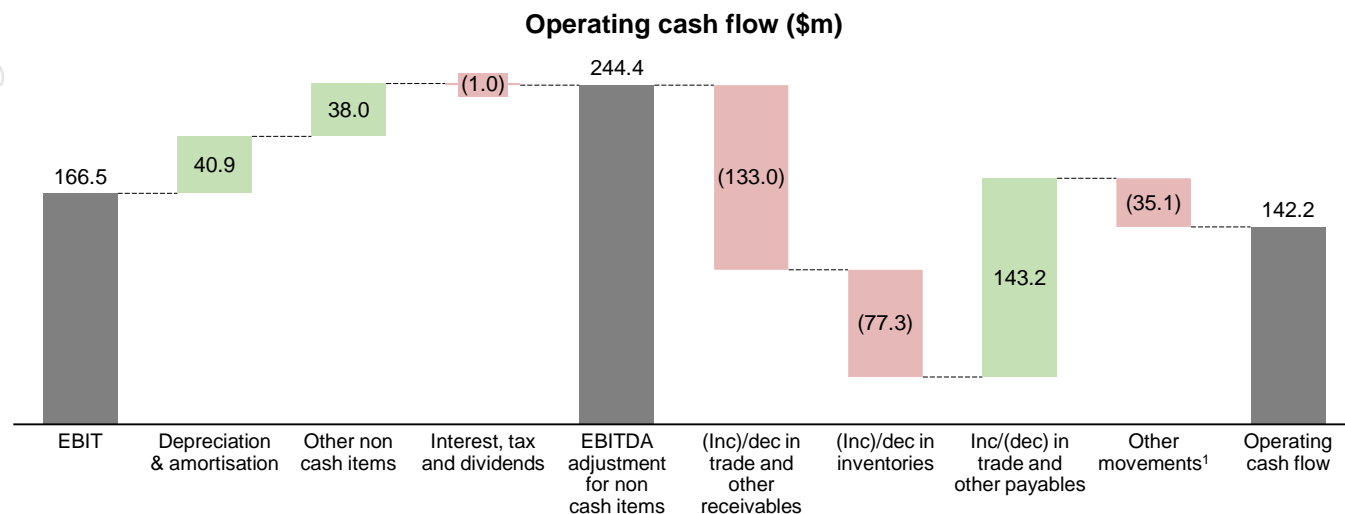 Operating cash flow ($m)
166.5
40.9
38.0
(1.0)
244.4
(133.0)
(77.3)
143.2
(35.1)
142.2
EBIT
Depreciation
& amortisation
Other non
cash items
Interest, tax
and dividends
EBITDA
adjustment
for non
cash items
(Inc)/dec in
trade and
other
receivables
(Inc)/dec in
inventories
Inc/(dec) in
trade and
other payables
Other
movements¹
Operating
cash flow